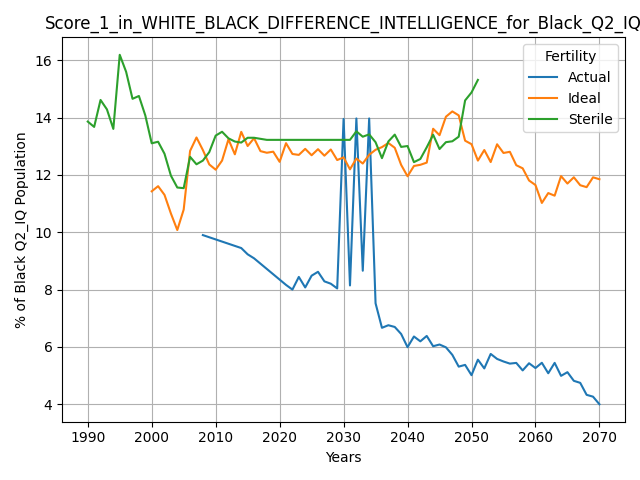 Score_1_in_WHITE_BLACK_DIFFERENCE_INTELLIGENCE_for_Black_Q2_IQ
Fertility
Actual
Ideal
Sterile
% of Black Q2_IQ Population
16
14
12
10
8
6
4
1990 2000 2010 2020 2030 2040 2050 2060 2070
Years